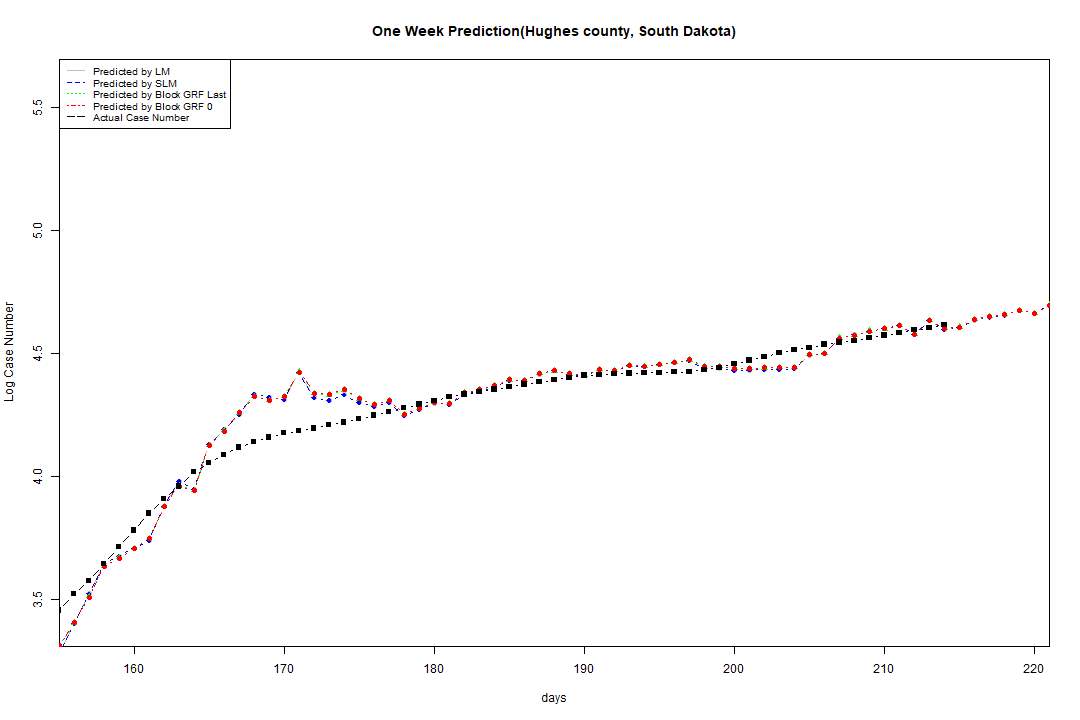 One Week Prediction(Hughes county, South Dakota)
Predicted by LM
Predicted by SLM
Predicted by Block GRF Last
Predicted by Block GRF 0
Actual Case Number
5.5
5.0
4.5
4.0
3.5
Log Case Number
160 170 180 190 200 210 220
days